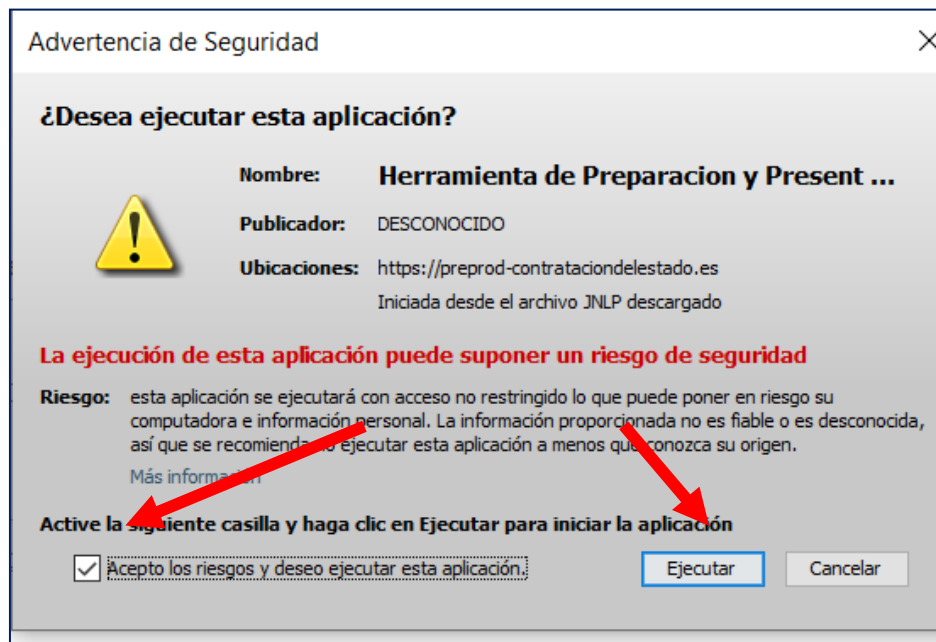 Advertencia de Seguridad
¿Desea ejecutar esta aplicación?
Nombre: Herramienta de Preparacion y Present ...
Publicador: DESCONOCIDO
Ubicaciones: https://preprod-contrataciondelestado.es
Iniciada desde el archivo JNLP descargado
La ejecución de esta aplicación puede suponer un riesgo de seguridad
Riesgo: esta aplicación se ejecutará con acceso no restringido lo que puede poner en riesgo su
computadora e información personal. La información proporcionada no es fiable o es desconocida,
así que se recomienda no ejecutar esta aplicación a menos que conozca su origen.
Más información
Active la siguiente casilla y haga clic en Ejecutar para iniciar la aplicación
Acepto los riesgos y deseo ejecutar esta aplicación.
Ejecutar
Cancelar